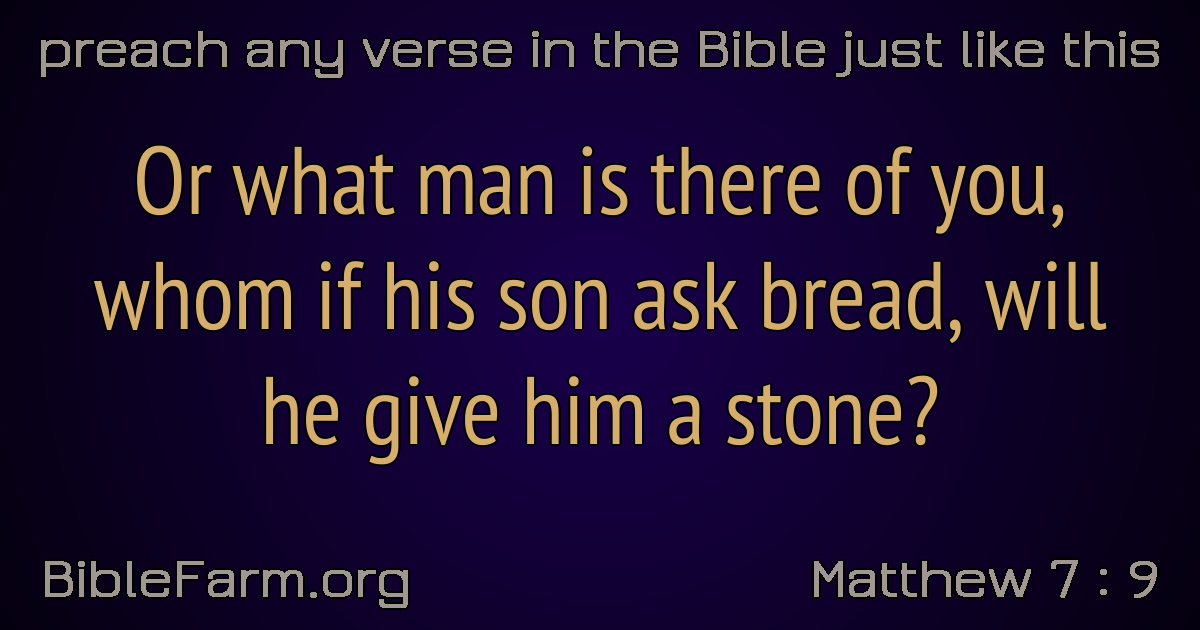 preach any verse in the Bible just like this
Or what man is there of you,
whom if his son ask bread, will
he give him a stone?
BibleFarm.org
Matthew 7 : 9